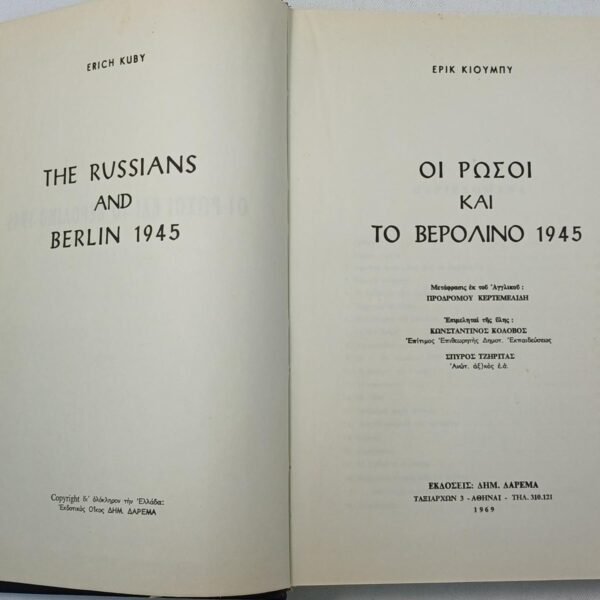 ERICH KUBY
THE RUSSIANS
AND
BERLIN 1945
Copyright δι' ὁλόκληρον τὴν Ἑλλάδα:
Ἐκδοτικὸς Οἶκος ΔΗΜ. ΔΑΡΕΜΑ
ΕΡΙΚ ΚΙΟΥΜΠΥ
ΟΙ ΡΩΣΟΙ
ΚΑΙ
ΤΟ ΒΕΡΟΛΙΝΟ 1945
Μετάφρασις ἐκ τοῦ Ἀγγλικοῦ :
ΠΡΟΔΡΟΜΟΥ ΚΕΡΤΕΜΕΛΙΔΗ
Ἐπιμεληταὶ τῆς ὕλης :
ΚΩΝΣΤΑΝΤΙΝΟΣ ΚΟΛΟΒΟΣ
Ἐπίτιμος Ἐπιθεωρητὴς Δημοτ. Ἐκπαιδεύσεως
ΣΠΥΡΟΣ ΤΖΗΡΙΤΑΣ
Ἀνώτ. ἀξ)κὸς ἐ.ἀ.
ΕΚΔΟΣΕΙΣ: ΔΗΜ. ΔΑΡΕΜΑ
ΤΑΞΙΑΡΧΩΝ 3 - ΑΘΗΝΑΙ - ΤΗΛ. 310.121
1969